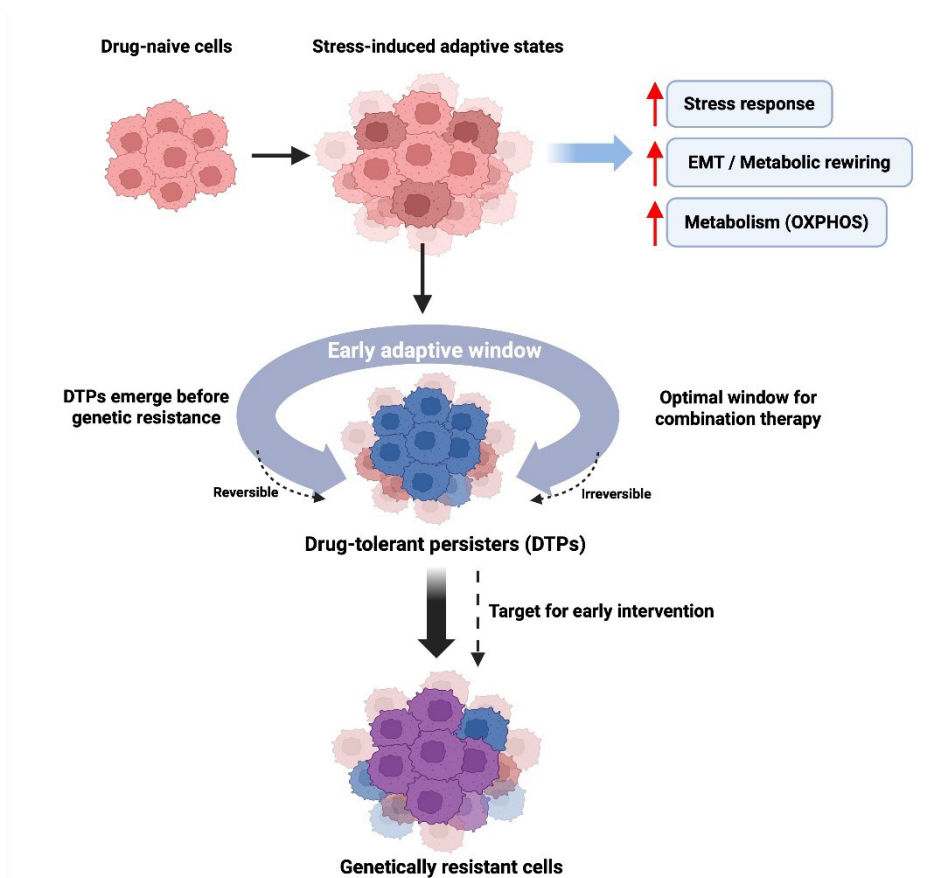 Drug-naive cells
Stress-induced adaptive states
Stress response
EMT / Metabolic rewiring
Metabolism (OXPHOS)
Early adaptive window
DTPs emerge before
genetic resistance
Optimal window for
combination therapy
Reversible
Irreversible
Drug-tolerant persisters (DTPs)
Target for early intervention
Genetically resistant cells